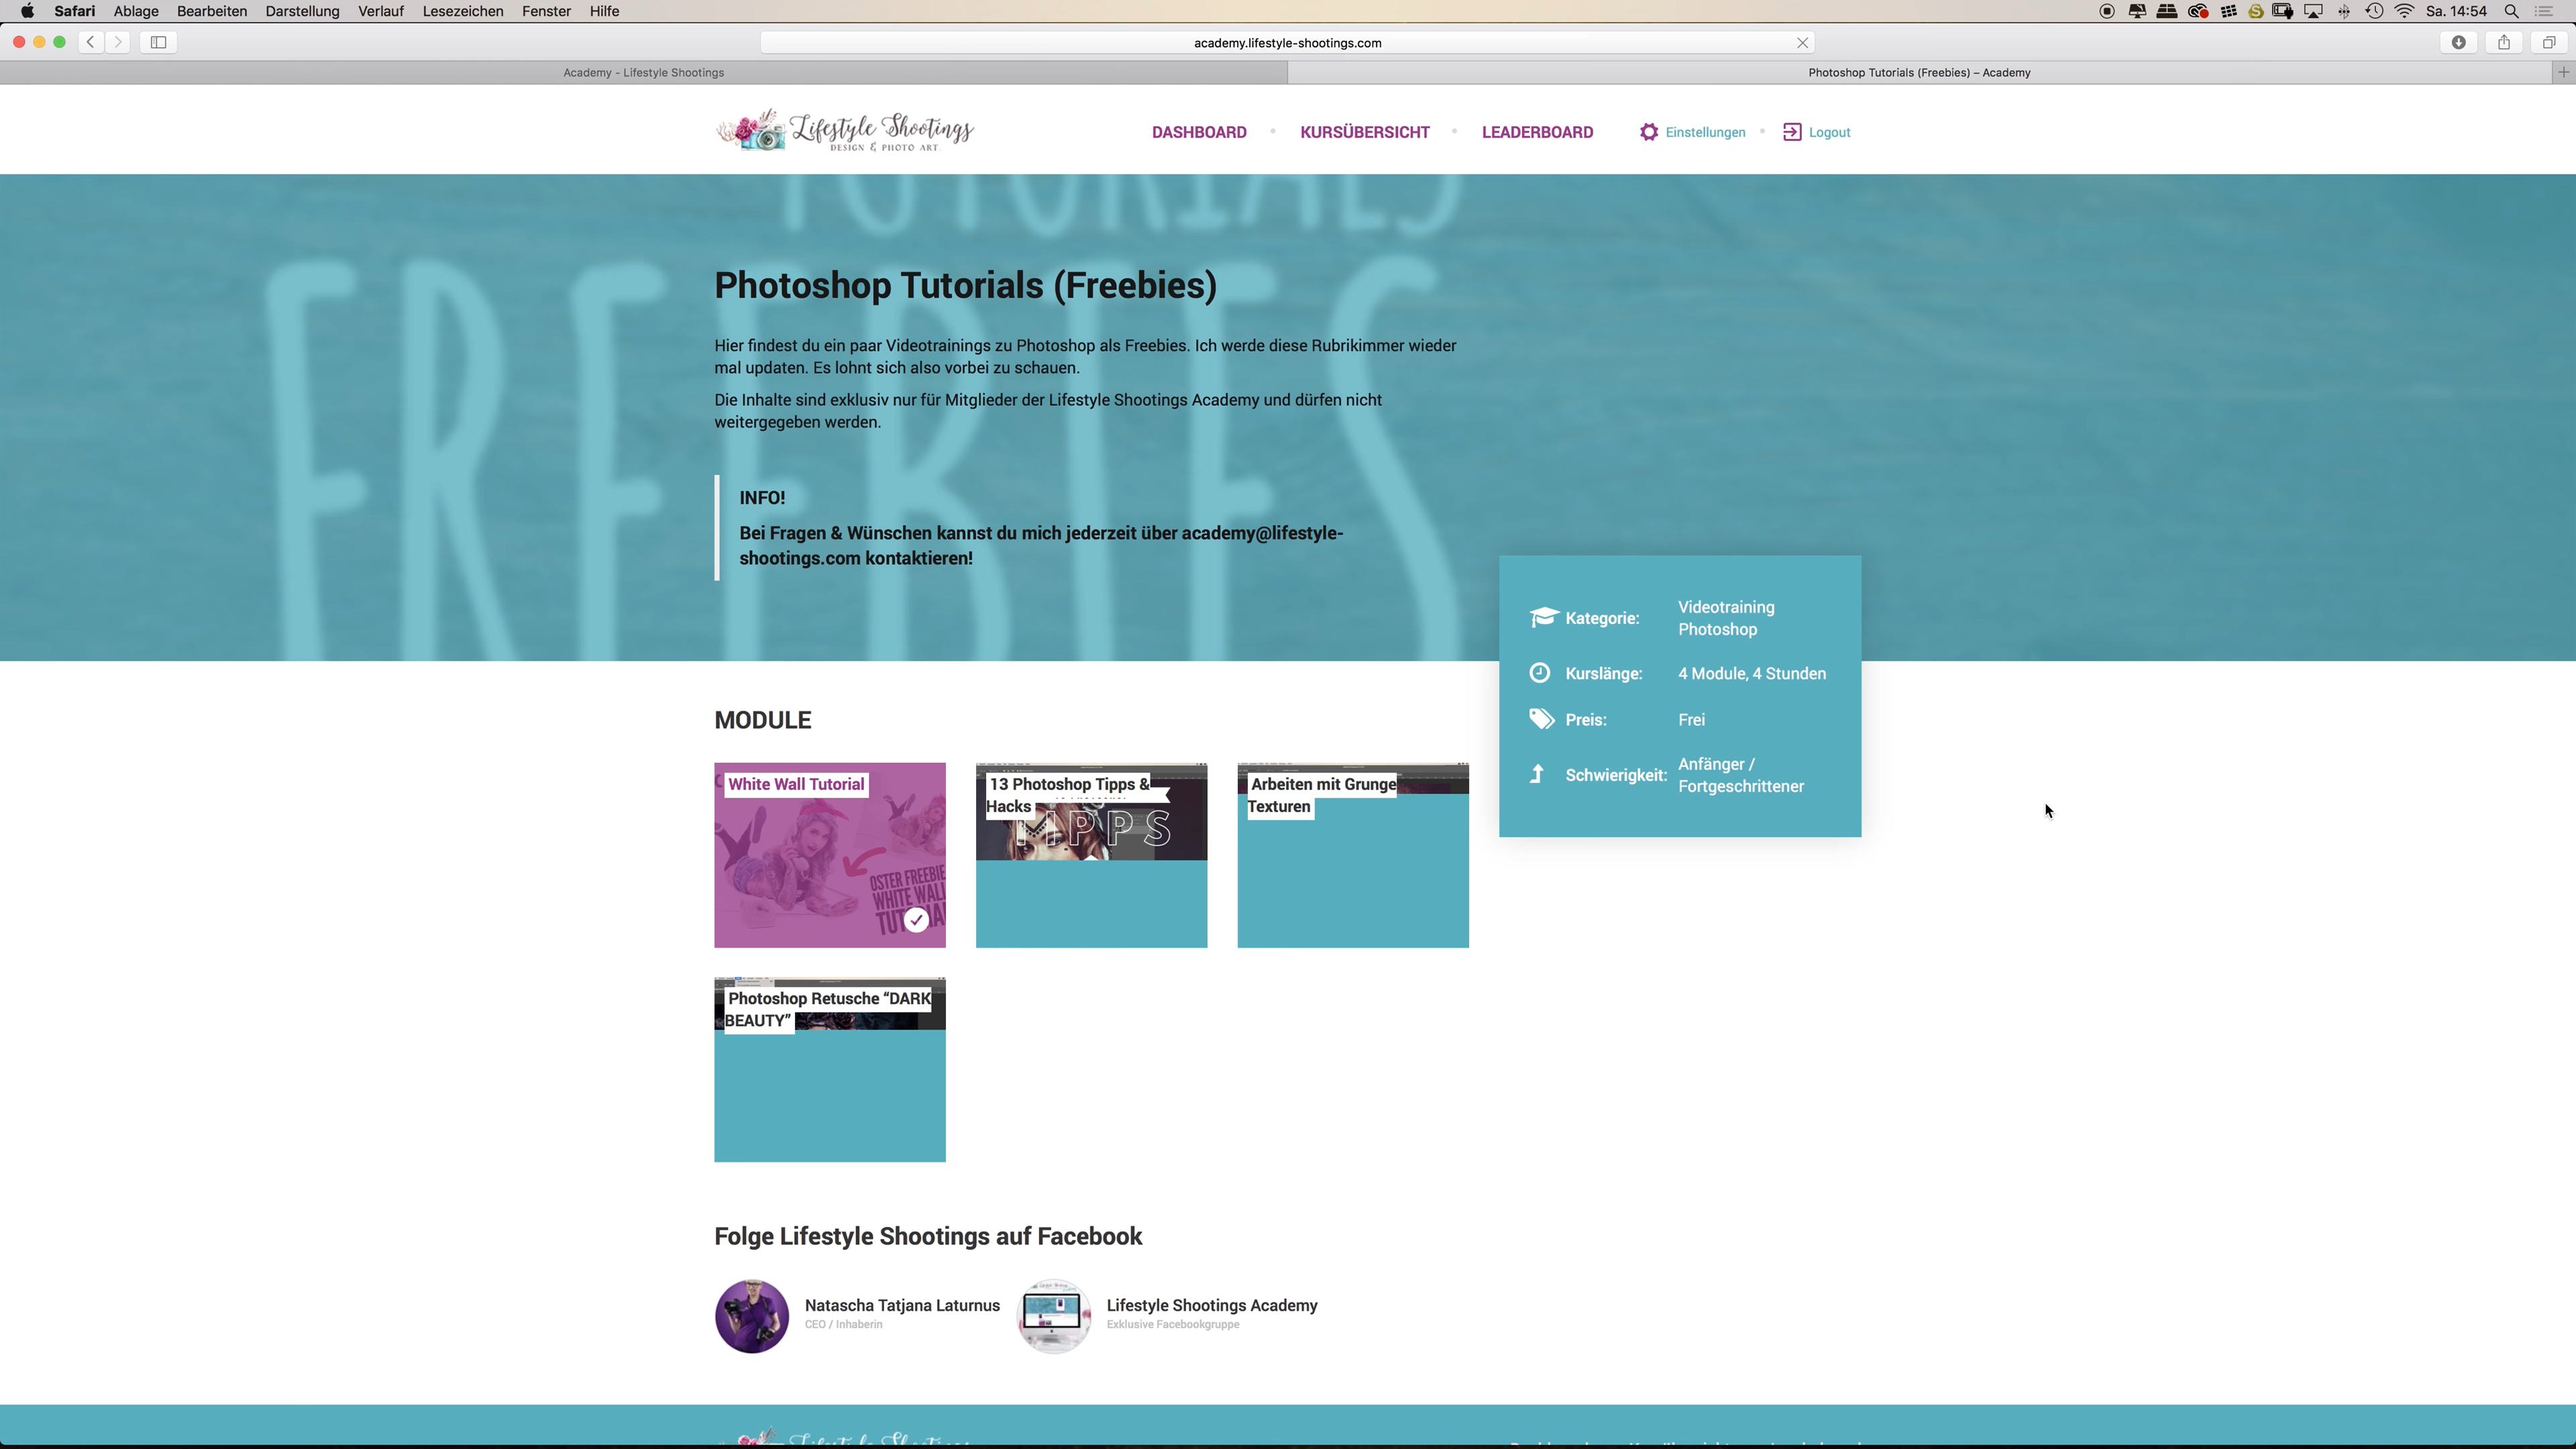 Safari Ablage Bearbeiten Darstellung Verlauf Lesezeichen Fenster Hilfe Sa. 14:54
academy.lifestyle-shootings.com
Academy - Lifestyle Shootings Photoshop Tutorials (Freebies) – Academy
Lifestyle Shootings
DESIGN & PHOTO ART
DASHBOARD KURSÜBERSICHT LEADERBOARD Einstellungen Logout
TUTORIALS
FREEBIES
Photoshop Tutorials (Freebies)
Hier findest du ein paar Videotrainings zu Photoshop als Freebies. Ich werde diese Rubrikimmer wieder
mal updaten. Es lohnt sich also vorbei zu schauen.
Die Inhalte sind exklusiv nur für Mitglieder der Lifestyle Shootings Academy und dürfen nicht
weitergegeben werden.
INFO!
Bei Fragen & Wünschen kannst du mich jederzeit über academy@lifestyle-
shootings.com kontaktieren!
Kategorie: Videotraining
Photoshop
Kurslänge: 4 Module, 4 Stunden
Preis: Frei
Schwierigkeit: Anfänger /
Fortgeschrittener
MODULE
White Wall Tutorial
OSTER FREEBIE
WHITE WALL
13 Photoshop Tipps &
Hacks
TIPPS
Arbeiten mit Grunge
Texturen
Photoshop Retusche “DARK
BEAUTY”
Folge Lifestyle Shootings auf Facebook
Natascha Tatjana Laturnus
CEO / Inhaberin
Lifestyle Shootings Academy
Exklusive Facebookgruppe